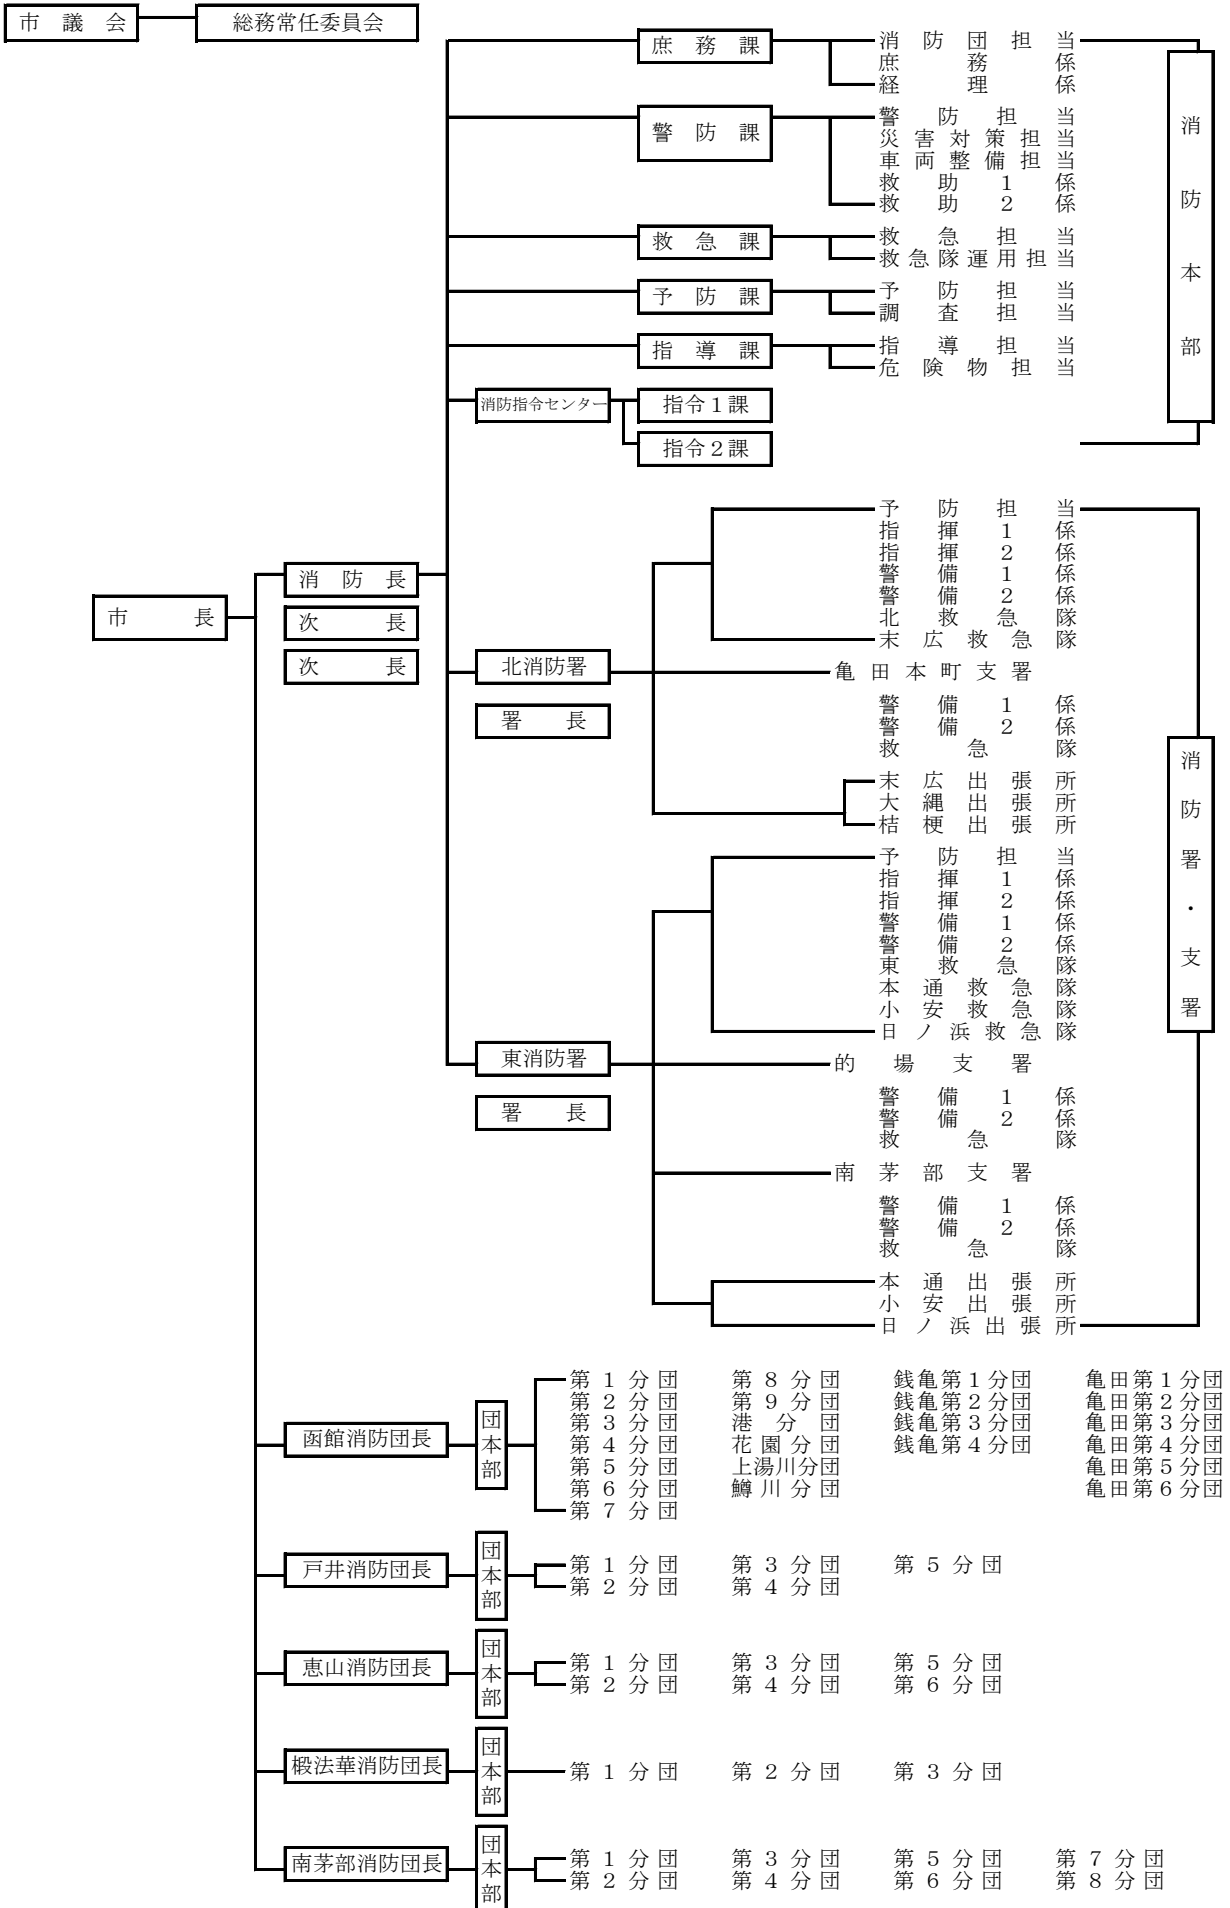 市議会 総務常任委員会
庶務課 消防団担当
庶務係
経理係
警防課 警防担当
災害対策担当
車両整備担当
救助1係
救助2係
救急課 救急担当
救急隊運用担当
予防課 予防担当
調査担当
指導課 指導担当
危険物担当
消防指令センター 指令1課
指令2課
消防本部
市長
消防長
次長
次長
北消防署
署長
予防担当
指揮1係
指揮2係
警備1係
警備2係
北救急隊
末広救急隊
亀田本町支署
警備1係
警備2係
救急隊
末広出張所
大縄出張所
桔梗出張所
東消防署
署長
予防担当
指揮1係
指揮2係
警備1係
警備2係
東救急隊
本通救急隊
小安救急隊
日ノ浜救急隊
的場支署
警備1係
警備2係
救急隊
南茅部支署
警備1係
警備2係
救急隊
本通出張所
小安出張所
日ノ浜出張所
消防署・支署
函館消防団長 団本部
第1分団 第8分団 銭亀第1分団 亀田第1分団
第2分団 第9分団 銭亀第2分団 亀田第2分団
第3分団 港分団 銭亀第3分団 亀田第3分団
第4分団 花園分団 銭亀第4分団 亀田第4分団
第5分団 上湯川分団 亀田第5分団
第6分団 鱒川分団 亀田第6分団
第7分団
戸井消防団長 団本部
第1分団 第3分団 第5分団
第2分団 第4分団
恵山消防団長 団本部
第1分団 第3分団 第5分団
第2分団 第4分団 第6分団
椴法華消防団長 団本部
第1分団 第2分団 第3分団
南茅部消防団長 団本部
第1分団 第3分団 第5分団 第7分団
第2分団 第4分団 第6分団 第8分団